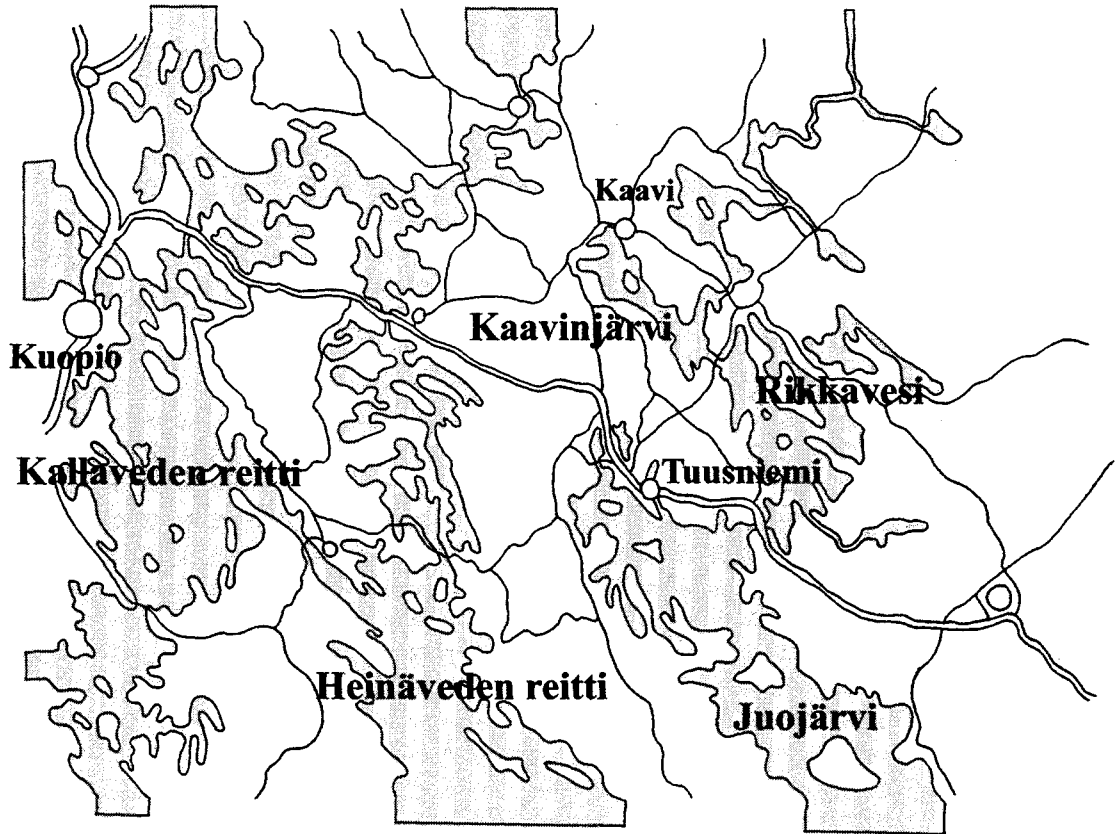 Kaavi
Kaavinjärvi
Kuopio
Rikkavesi
Kallaveden reitti
Tuusniemi
Heinäveden reitti
Juojärvi